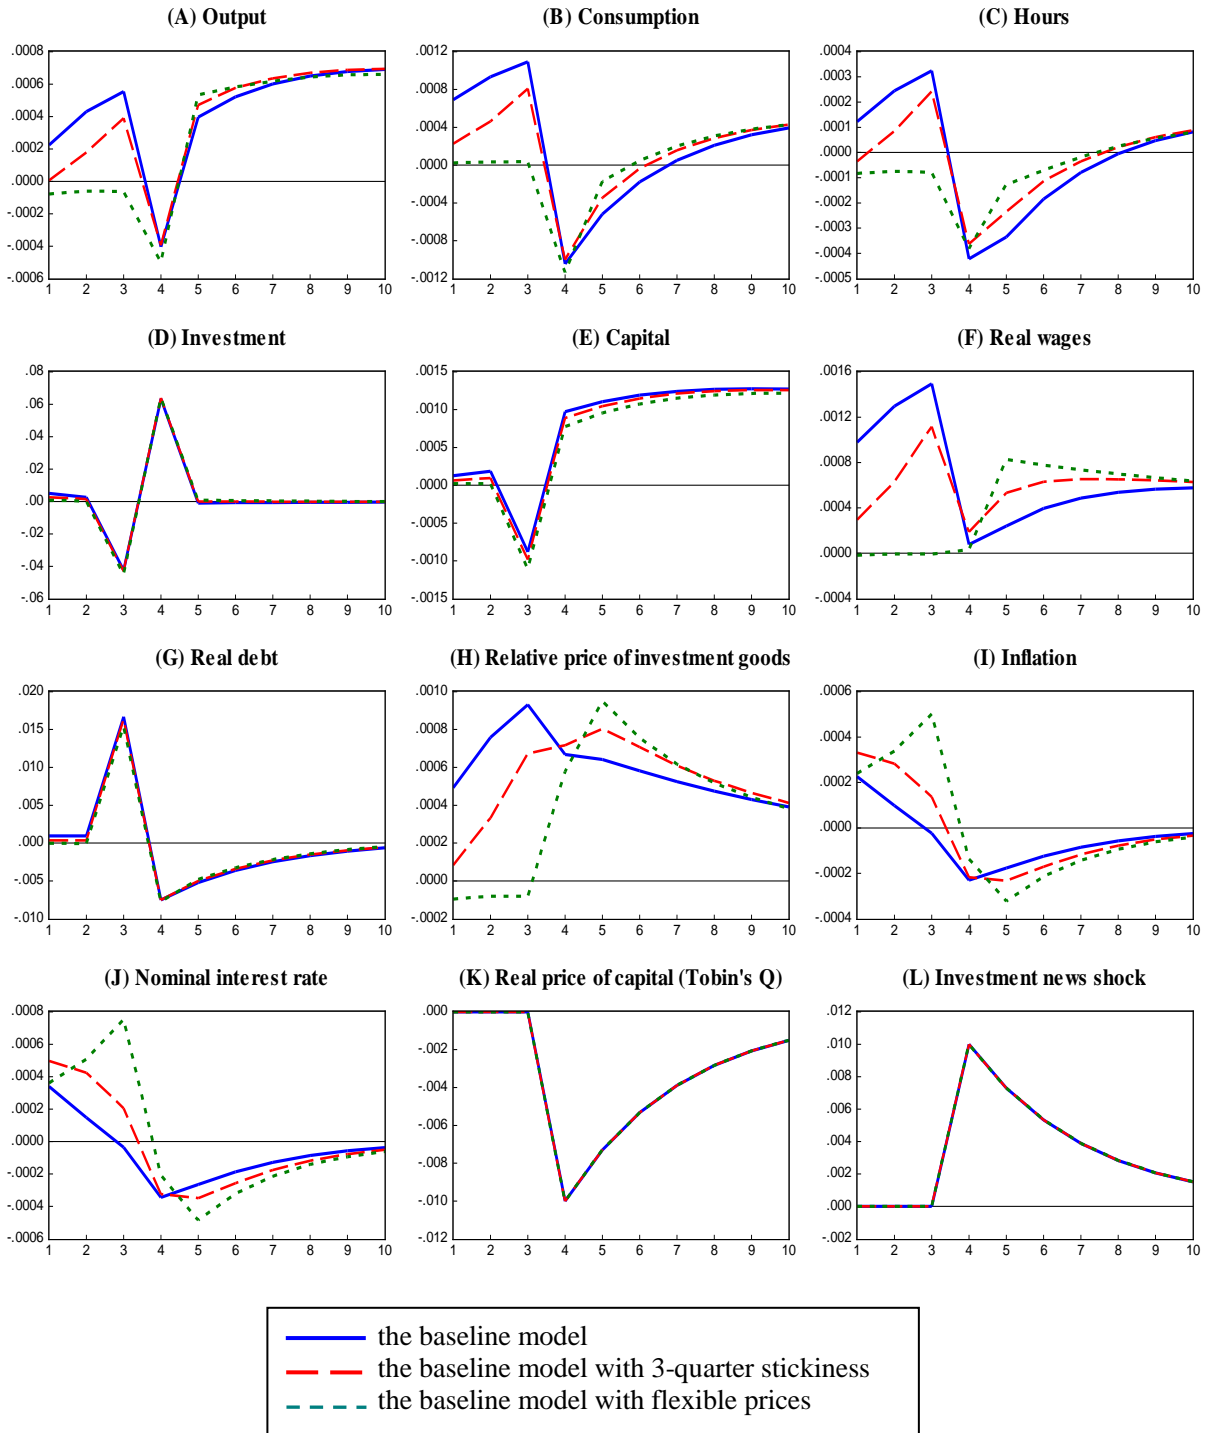 (A) Output (B) Consumption (C) Hours
.0008 .0012 .0004
.0006 .0008 .0003
.0004 .0004 .0002
.0002 .000 .0001
.0000 -.0004 .0000
-.0002 -.0008 -.0001
-.0004 -.0012 -.0002
-.0006 -.0003
-.0004
-.0005
1 2 3 4 5 6 7 8 9 10 1 2 3 4 5 6 7 8 9 10 1 2 3 4 5 6 7 8 9 10
(D) Investment (E) Capital (F) Real wages
.08 .0015 .0016
.06 .0010 .0012
.04 .0005 .0008
.02 .0000 .0004
.00 -.0005 .0000
-.02 -.0010 -.0004
-.04 -.0015
-.06
1 2 3 4 5 6 7 8 9 10 1 2 3 4 5 6 7 8 9 10 1 2 3 4 5 6 7 8 9 10
(G) Real debt (H) Relative price of investment goods (I) Inflation
.020 .0010 .0006
.015 .0008 .0004
.010 .0006 .0002
.005 .0004 .0000
.000 .0002 -.0002
-.005 .0000 -.0004
-.010 -.0002
1 2 3 4 5 6 7 8 9 10 1 2 3 4 5 6 7 8 9 10 1 2 3 4 5 6 7 8 9 10
(J) Nominal interest rate (K) Real price of capital (Tobin's Q) (L) Investment news shock
.0008 .000 .012
.0006 -.002 .010
.0004 -.004 .008
.0002 -.006 .006
.0000 -.008 .004
-.0002 -.010 .002
-.0004 -.012 .000
-.0006 -.002
1 2 3 4 5 6 7 8 9 10 1 2 3 4 5 6 7 8 9 10 1 2 3 4 5 6 7 8 9 10
the baseline model
the baseline model with 3-quarter stickiness
the baseline model with flexible prices